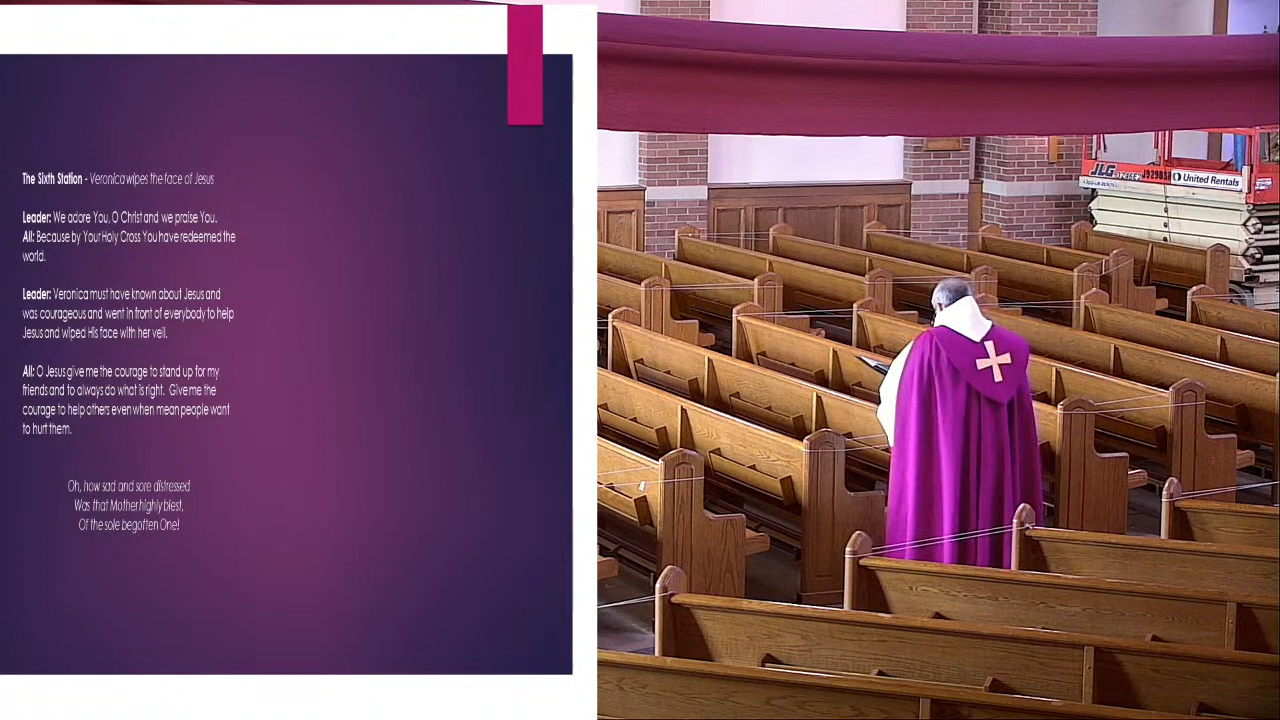 The Sixth Station - Veronica wipes the face of Jesus
Leader: We adore You, O Christ and we praise You.
All: Because by Your Holy Cross You have redeemed the
world.
Leader: Veronica must have known about Jesus and
was courageous and went in front of everybody to help
Jesus and wiped His face with her veil.
All: O Jesus give me the courage to stand up for my
friends and to always do what is right. Give me the
courage to help others even when mean people want
to hurt them.
Oh, how sad and sore distressed
Was that Mother highly blest,
Of the sole begotten One!
JLG
United Rentals